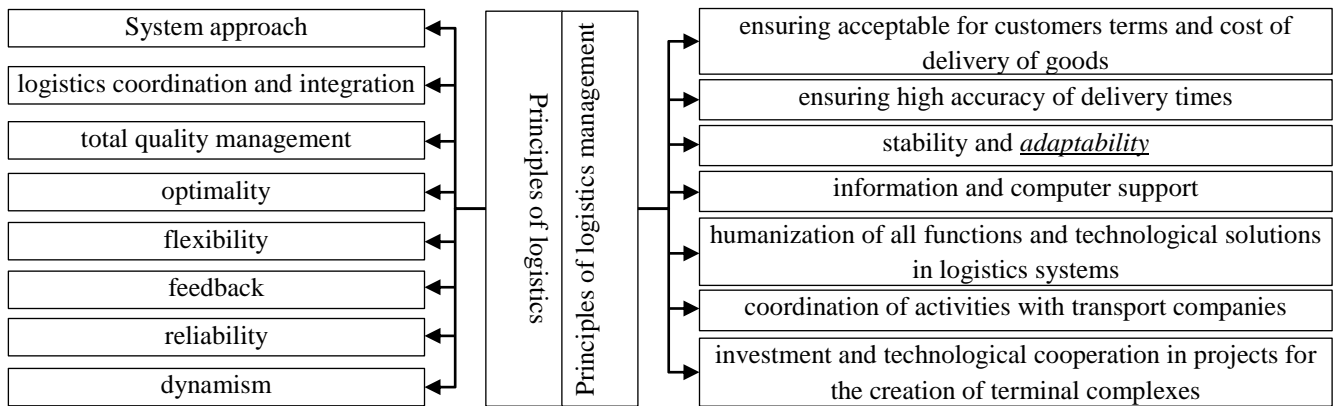 System approach
logistics coordination and integration
total quality management
optimality
flexibility
feedback
reliability
dynamism
Principles of logistics
Principles of logistics management
ensuring acceptable for customers terms and cost of
delivery of goods
ensuring high accuracy of delivery times
stability and adaptability
information and computer support
humanization of all functions and technological solutions
in logistics systems
coordination of activities with transport companies
investment and technological cooperation in projects for
the creation of terminal complexes